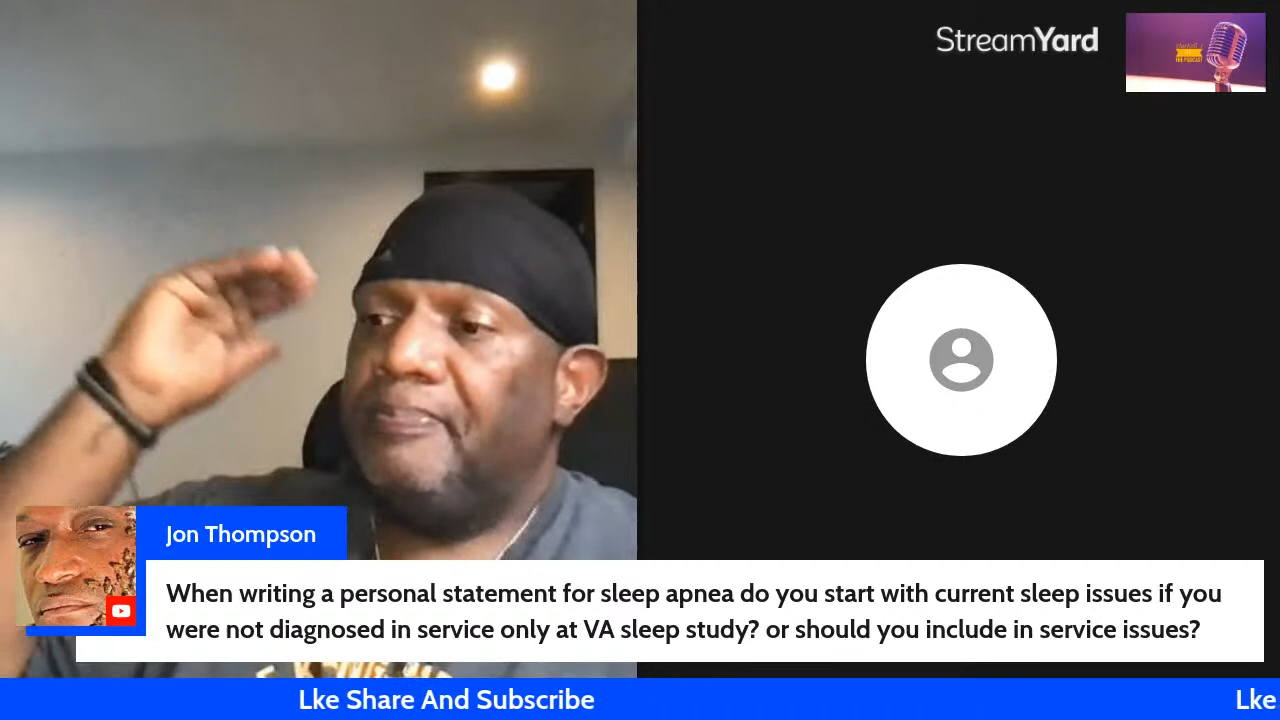 StreamYard
THE PODCAST
Jon Thompson
When writing a personal statement for sleep apnea do you start with current sleep issues if you
were not diagnosed in service only at VA sleep study? or should you include in service issues?
Lke Share And Subscribe
Lke